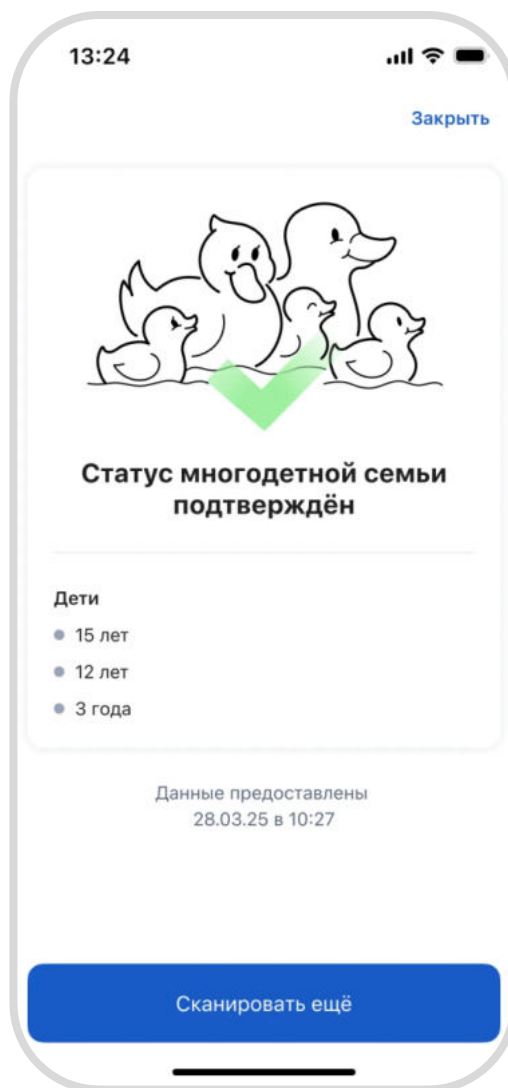 13:24
Закрыть
Статус многодетной семьи
подтверждён
Дети
15 лет
12 лет
3 года
Данные предоставлены
28.03.25 в 10:27
Сканировать ещё